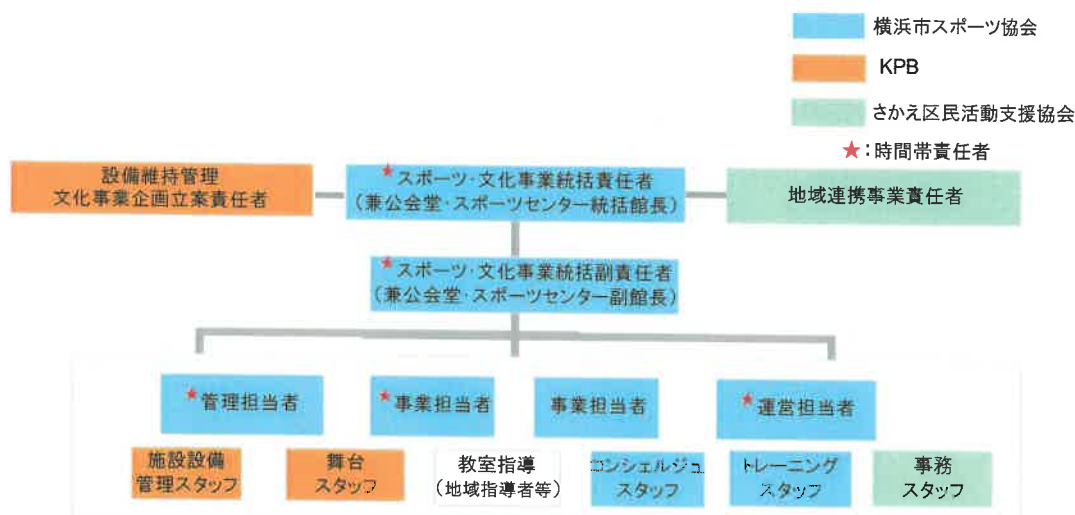 横浜市スポーツ協会
KPB
さかえ区民活動支援協会
★:時間帯責任者
設備維持管理
文化事業企画立案責任者
★スポーツ・文化事業統括責任者
(兼公会堂・スポーツセンター統括館長)
地域連携事業責任者
★スポーツ・文化事業統括副責任者
(兼公会堂・スポーツセンター副館長)
★管理担当者
★事業担当者
事業担当者
★運営担当者
施設設備
管理スタッフ
舞台
スタッフ
教室指導
(地域指導者等)
コンシェルジュ
スタッフ
トレーニング
スタッフ
事務
スタッフ